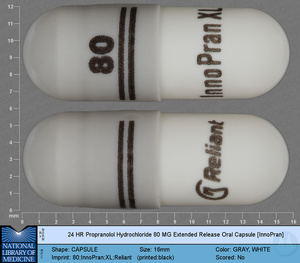 80
InnoPran XL
Reliant
24 HR Propranolol Hydrochloride 80 MG Extended Release Oral Capsule [InnoPran]
NATIONAL
LIBRARY OF
MEDICINE
Shape: CAPSULE Size: 16mm Color: GRAY, WHITE
Imprint: 80;InnoPran;XL;Reliant (printed:black) Scored: No